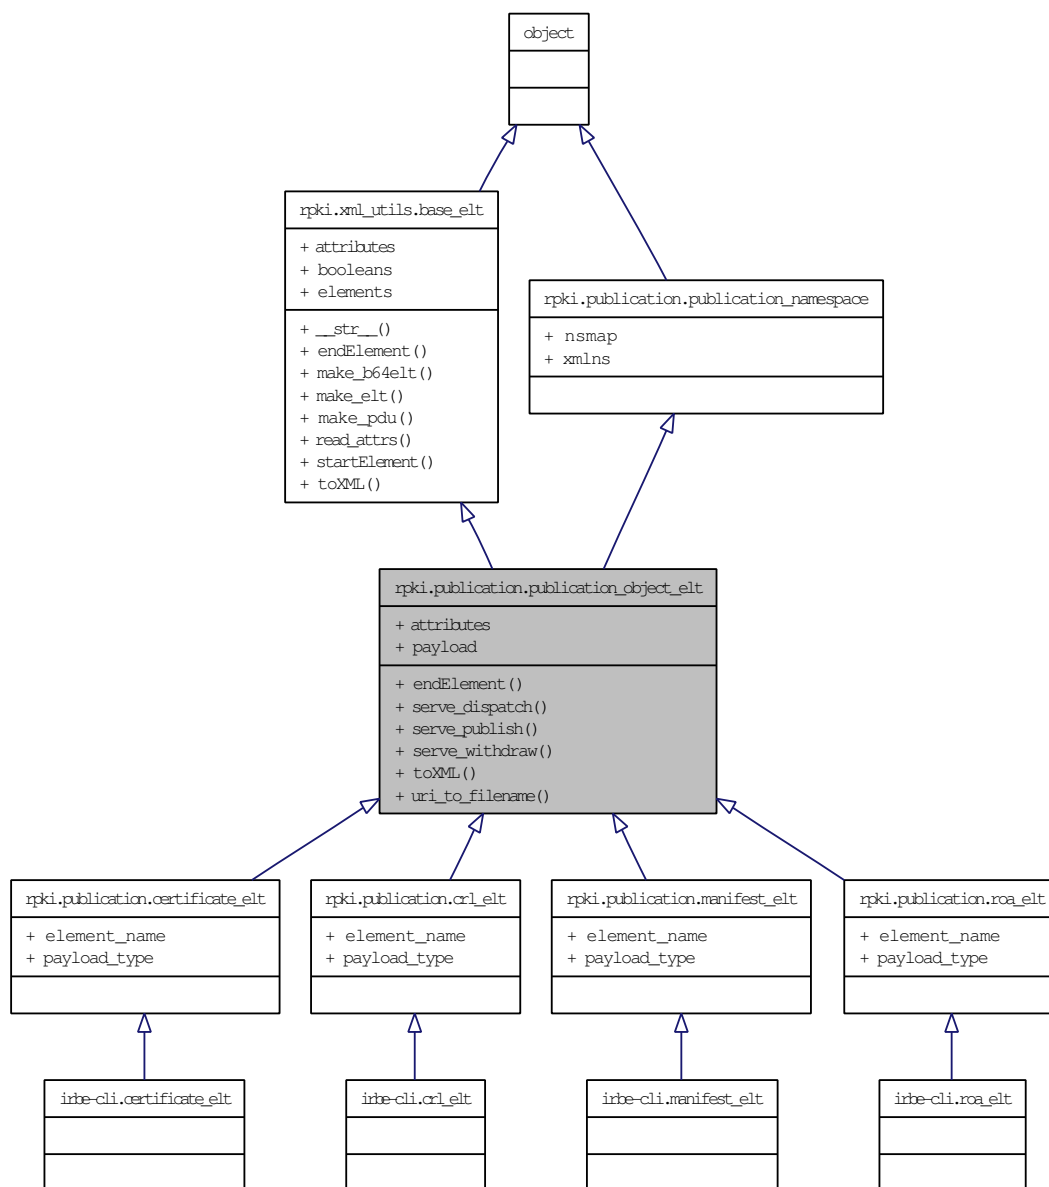 object
rpki.xml_utils.base_elt
+ attributes
+ booleans
+ elements
+ __str__()
+ endElement()
+ make_b64elt()
+ make_elt()
+ make_pdu()
+ read_attrs()
+ startElement()
+ toXML()
rpki.publication.publication_namespace
+ nsmap
+ xmlns
rpki.publication.publication_object_elt
+ attributes
+ payload
+ endElement()
+ serve_dispatch()
+ serve_publish()
+ serve_withdraw()
+ toXML()
+ uri_to_filename()
rpki.publication.certificate_elt
+ element_name
+ payload_type
rpki.publication.crl_elt
+ element_name
+ payload_type
rpki.publication.manifest_elt
+ element_name
+ payload_type
rpki.publication.roa_elt
+ element_name
+ payload_type
irbe-cli.certificate_elt
irbe-cli.crl_elt
irbe-cli.manifest_elt
irbe-cli.roa_elt